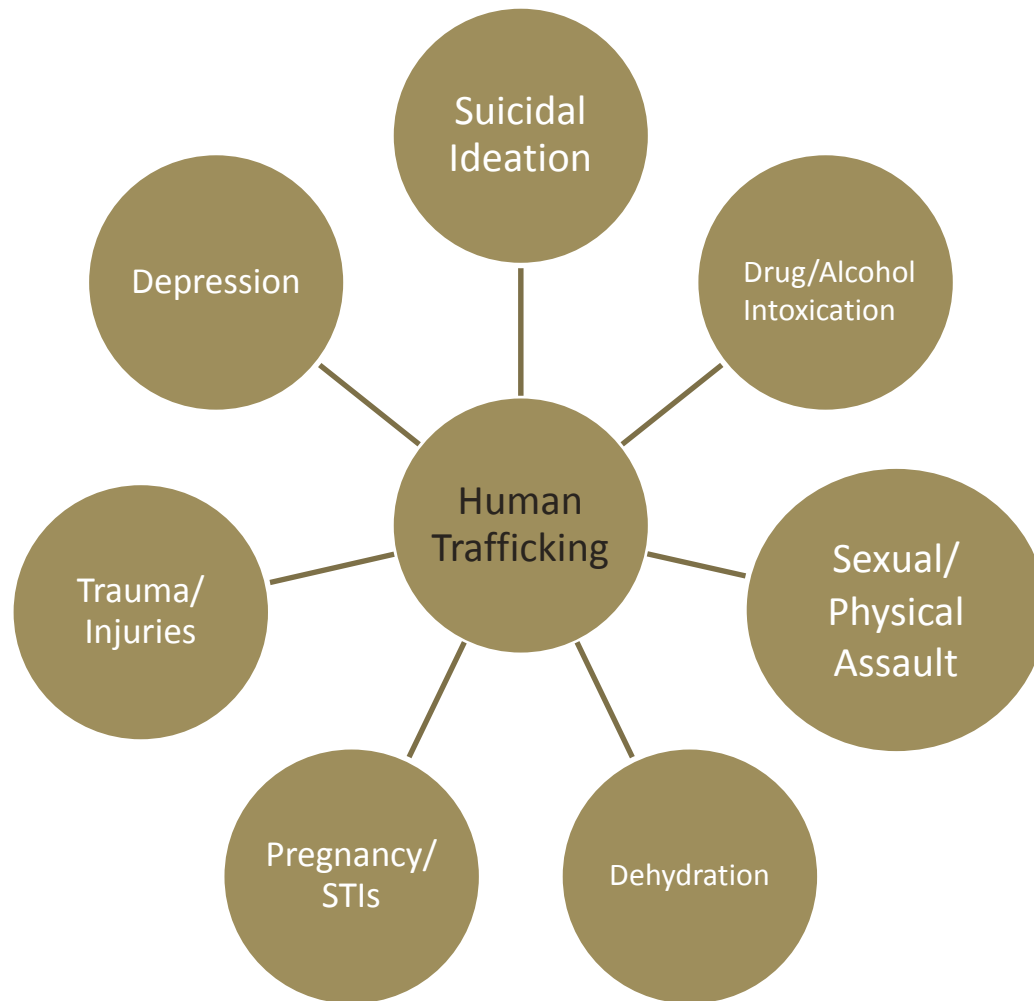 Suicidal
Ideation
Drug/Alcohol
Intoxication
Sexual/
Physical
Assault
Dehydration
Pregnancy/
STIs
Trauma/
Injuries
Depression
Human
Trafficking